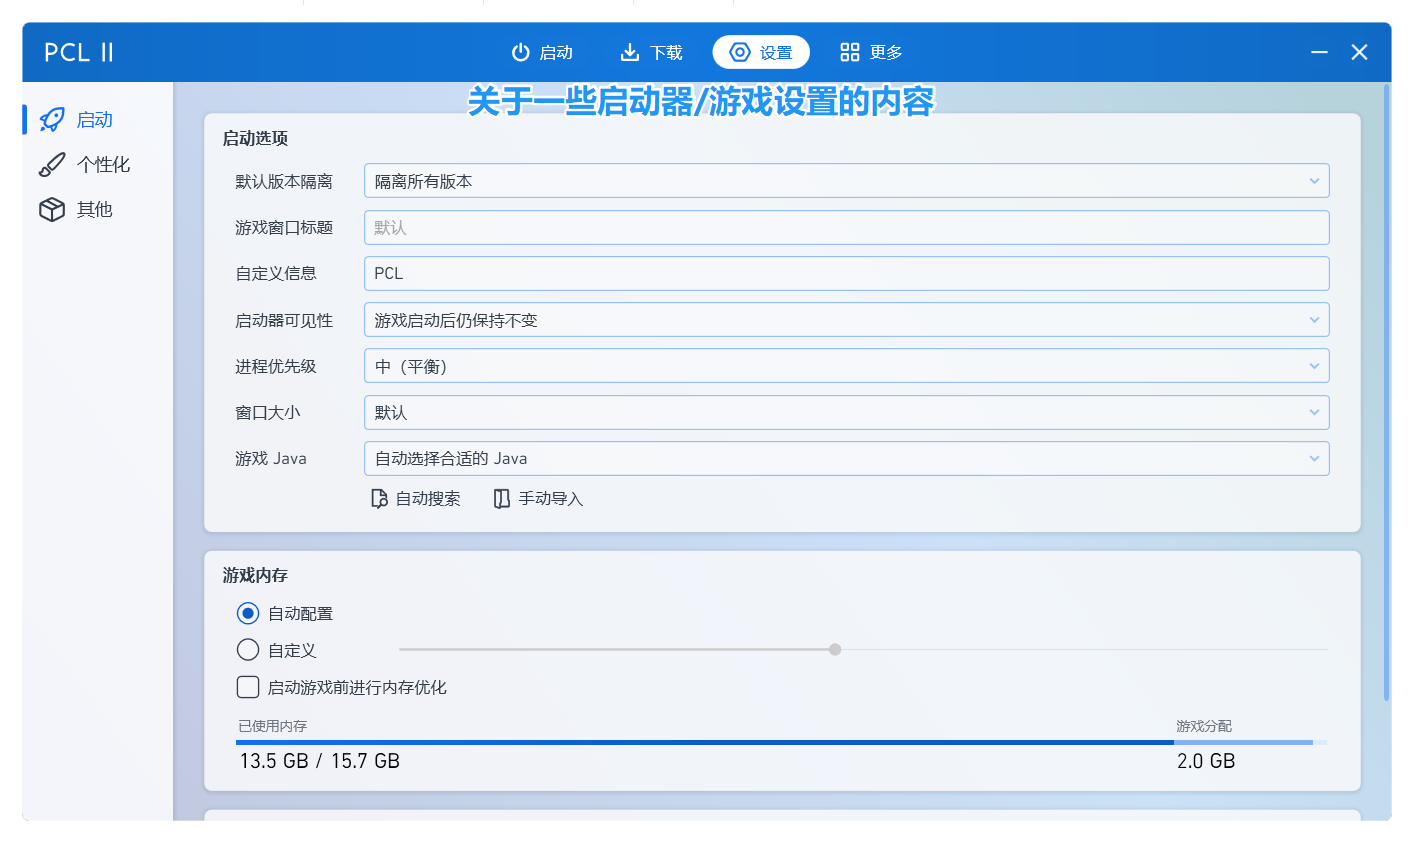 PCL II
启动
下载
设置
更多
关于一些启动器/游戏设置的内容
启动
个性化
其他
启动选项
默认版本隔离
隔离所有版本
游戏窗口标题
默认
自定义信息
PCL
启动器可见性
游戏启动后仍保持不变
进程优先级
中（平衡）
窗口大小
默认
游戏 Java
自动选择合适的 Java
自动搜索
手动导入
游戏内存
自动配置
自定义
启动游戏前进行内存优化
已使用内存
游戏分配
13.5 GB / 15.7 GB
2.0 GB